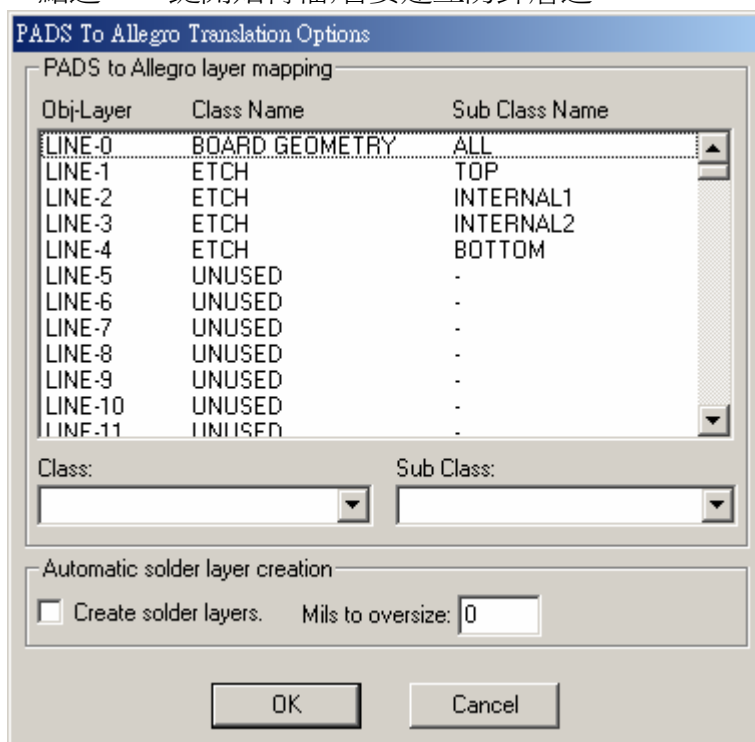 PADS To Allegro Translation Options
PADS to Allegro layer mapping
Obj-Layer Class Name Sub Class Name
LINE-0 BOARD GEOMETRY ALL
LINE-1 ETCH TOP
LINE-2 ETCH INTERNAL1
LINE-3 ETCH INTERNAL2
LINE-4 ETCH BOTTOM
LINE-5 UNUSED -
LINE-6 UNUSED -
LINE-7 UNUSED -
LINE-8 UNUSED -
LINE-9 UNUSED -
LINE-10 UNUSED -
LINE-11 UNUSED -
Class: Sub Class:
Automatic solder layer creation
Create solder layers. Mils to oversize: 0
OK Cancel